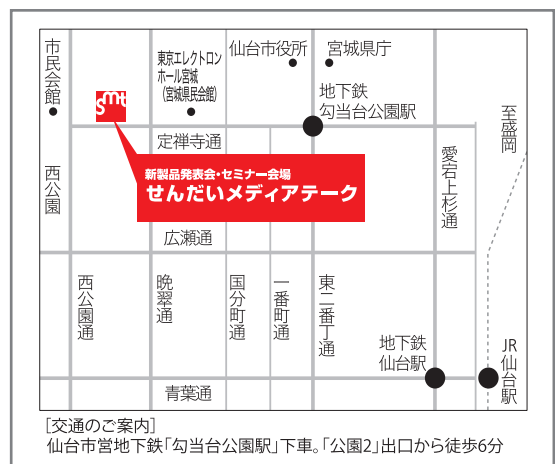 市民会館
smt
東京エレクトロン
ホール宮城
(宮城県民会館)
仙台市役所
宮城県庁
地下鉄
勾当台公園駅
至盛岡
定禅寺通
西公園
新製品発表会・セミナー会場
せんだいメディアテーク
愛宕上杉通
広瀬通
西公園通
晩翠通
国分町通
一番町通
東二番丁通
地下鉄
仙台駅
JR仙台駅
青葉通
[交通のご案内]
仙台市営地下鉄「勾当台公園駅」下車。「公園2」出口から徒歩6分